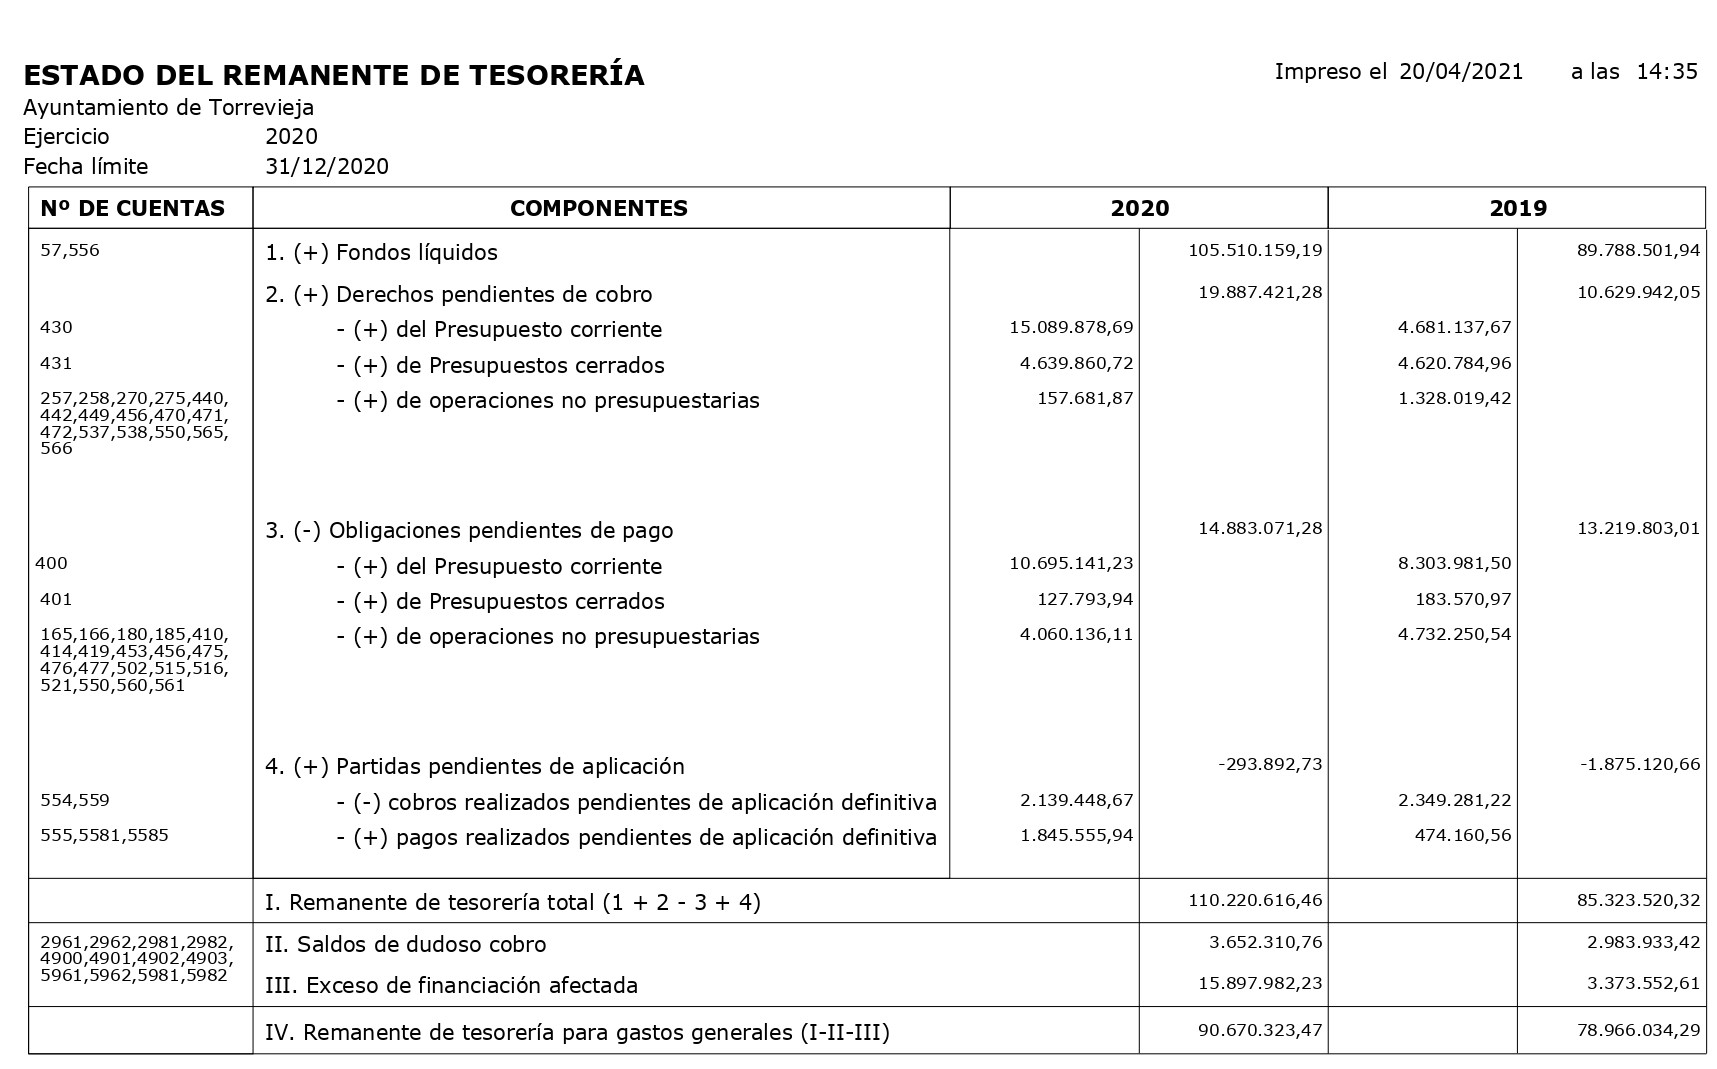 ESTADO DEL REMANENTE DE TESORERÍA Impreso el 20/04/2021 a las 14:35
Ayuntamiento de Torrevieja
Ejercicio 2020
Fecha límite 31/12/2020
Nº DE CUENTAS COMPONENTES 2020 2019
57,556 1. (+) Fondos líquidos 105.510.159,19 89.788.501,94
2. (+) Derechos pendientes de cobro 19.887.421,28 10.629.942,05
430 - (+) del Presupuesto corriente 15.089.878,69 4.681.137,67
431 - (+) de Presupuestos cerrados 4.639.860,72 4.620.784,96
257,258,270,275,440, - (+) de operaciones no presupuestarias 157.681,87 1.328.019,42
442,449,456,470,471,
472,537,538,550,565,
566
3. (-) Obligaciones pendientes de pago 14.883.071,28 13.219.803,01
400 - (+) del Presupuesto corriente 10.695.141,23 8.303.981,50
401 - (+) de Presupuestos cerrados 127.793,94 183.570,97
165,166,180,185,410, - (+) de operaciones no presupuestarias 4.060.136,11 4.732.250,54
414,419,453,456,475,
476,477,502,515,516,
521,550,560,561
4. (+) Partidas pendientes de aplicación -293.892,73 -1.875.120,66
554,559 - (-) cobros realizados pendientes de aplicación definitiva 2.139.448,67 2.349.281,22
555,5581,5585 - (+) pagos realizados pendientes de aplicación definitiva 1.845.555,94 474.160,56
I. Remanente de tesorería total (1 + 2 - 3 + 4) 110.220.616,46 85.323.520,32
2961,2962,2981,2982, II. Saldos de dudoso cobro 3.652.310,76 2.983.933,42
4900,4901,4902,4903,
5961,5962,5981,5982 III. Exceso de financiación afectada 15.897.982,23 3.373.552,61
IV. Remanente de tesorería para gastos generales (I-II-III) 90.670.323,47 78.966.034,29